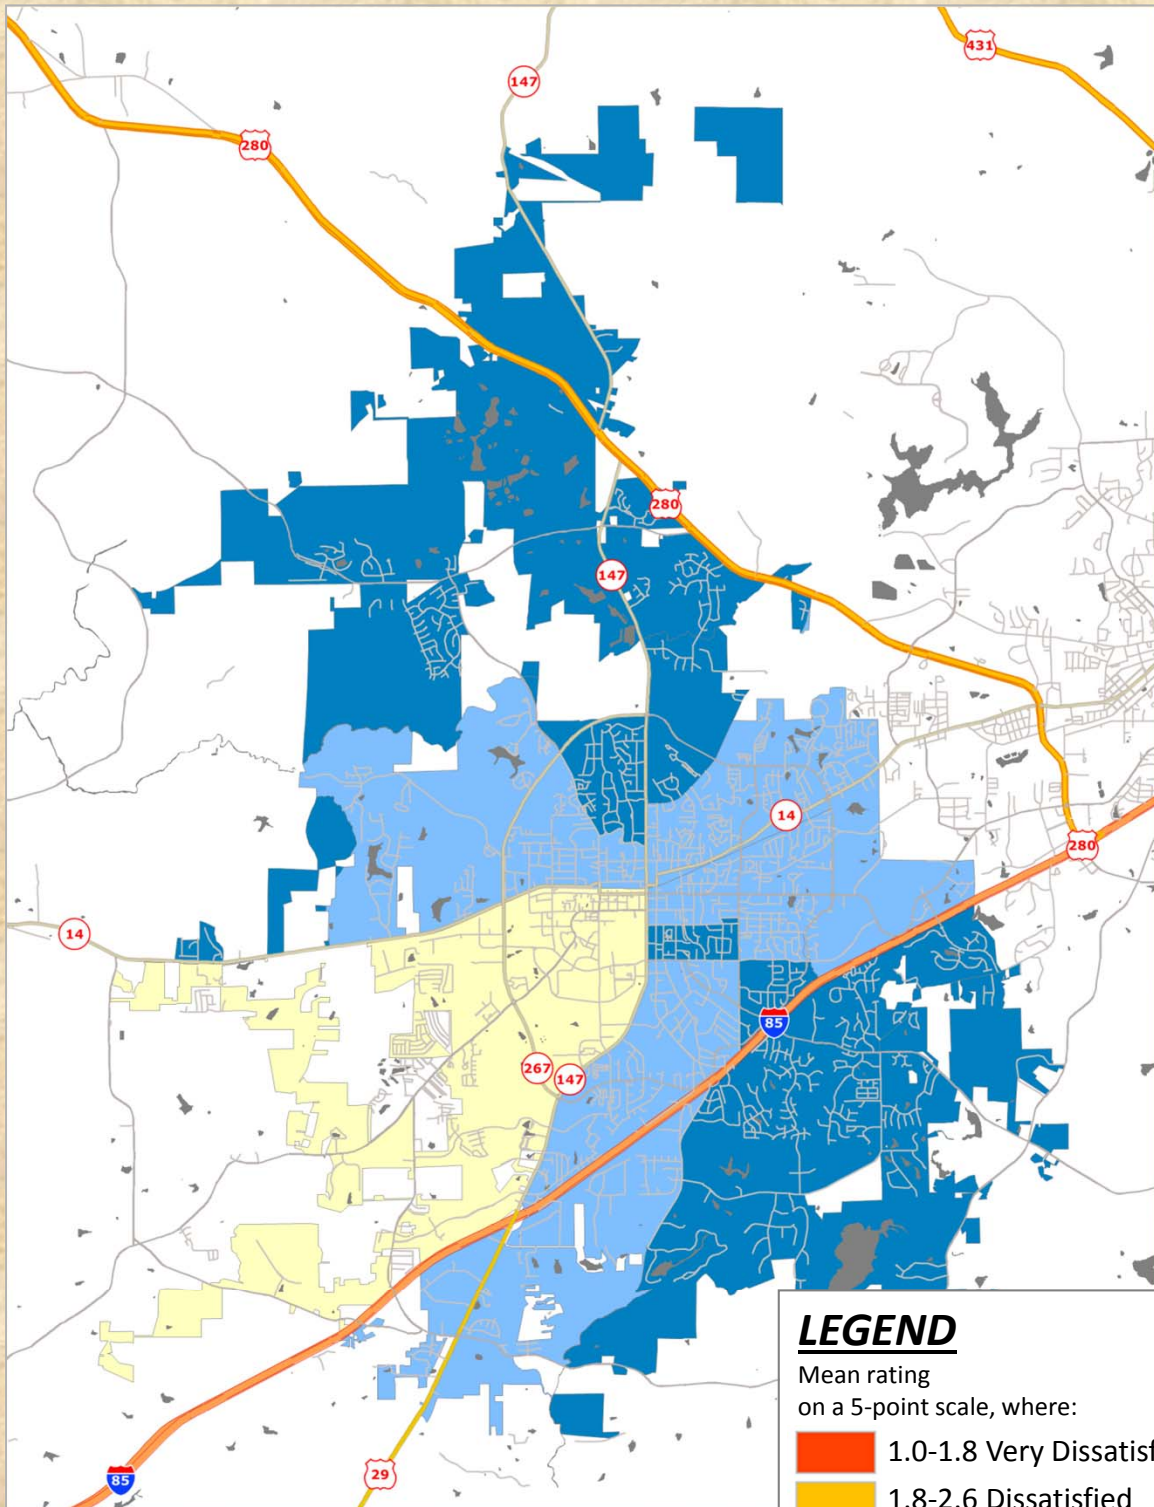 431
147
280
280
147
14
280
14
85
267
147
LEGEND
Mean rating
on a 5-point scale, where:
1.0-1.8 Very Dissatisf
1.8-2.6 Dissatisfied
29
85